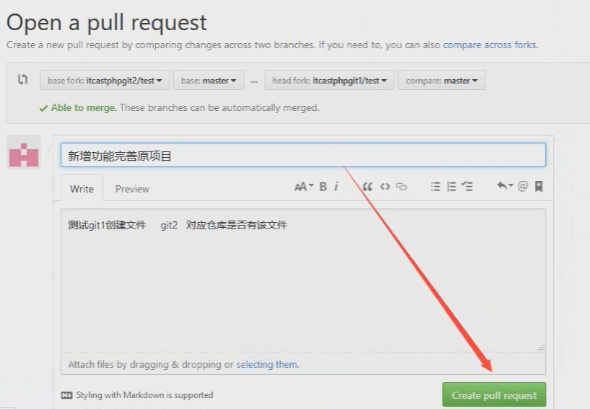 Open a pull request
Create a new pull request by comparing changes across two branches. If you need to, you can also compare across forks.
base fork: itcastphpgit2/test base: master ... head fork: itcastphpgit1/test compare: master
Able to merge. These branches can be automatically merged.
新增功能完善原项目
Write Preview AA B i
测试git1创建文件 git2 对应仓库是否有该文件
Attach files by dragging & dropping or selecting them.
Styling with Markdown is supported Create pull request